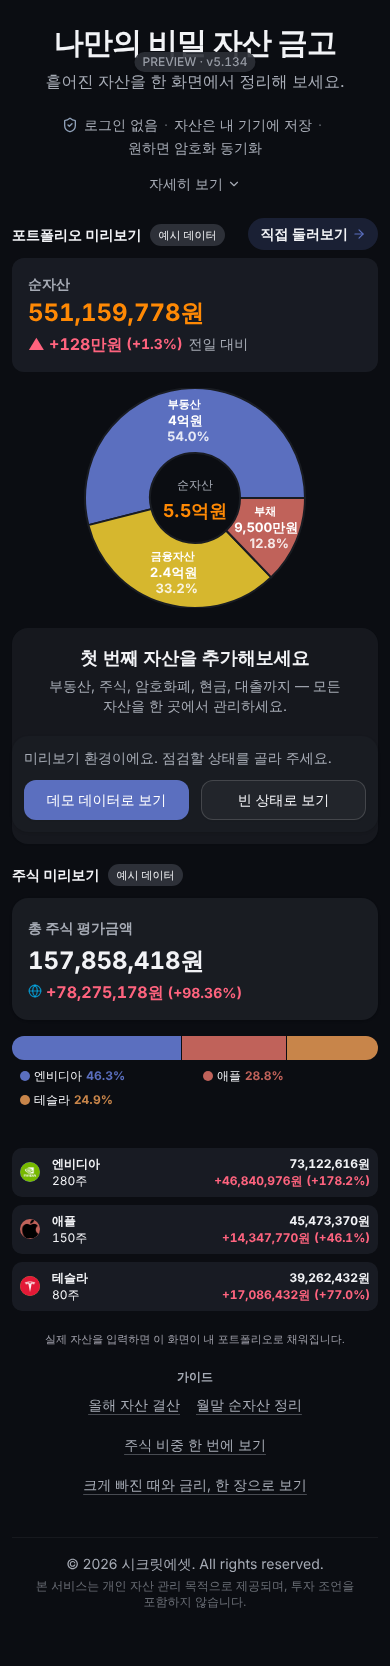 나만의 비밀 자산 금고
PREVIEW · v5.134
흩어진 자산을 한 화면에서 정리해 보세요.
로그인 없음 · 자산은 내 기기에 저장 ·
원하면 암호화 동기화
자세히 보기
포트폴리오 미리보기 예시 데이터 직접 둘러보기 →
순자산
551,159,778원
▲ +128만원 (+1.3%) 전일 대비
부동산
4억원
54.0%
순자산
5.5억원
부채
9,500만원
12.8%
금융자산
2.4억원
33.2%
첫 번째 자산을 추가해보세요
부동산, 주식, 암호화폐, 현금, 대출까지 — 모든
자산을 한 곳에서 관리하세요.
미리보기 환경이에요. 점검할 상태를 골라 주세요.
데모 데이터로 보기 빈 상태로 보기
주식 미리보기 예시 데이터
총 주식 평가금액
157,858,418원
+78,275,178원 (+98.36%)
엔비디아 46.3% 애플 28.8%
테슬라 24.9%
엔비디아 73,122,616원
280주 +46,840,976원 (+178.2%)
애플 45,473,370원
150주 +14,347,770원 (+46.1%)
테슬라 39,262,432원
80주 +17,086,432원 (+77.0%)
실제 자산을 입력하면 이 화면이 내 포트폴리오로 채워집니다.
가이드
올해 자산 결산 월말 순자산 정리
주식 비중 한 번에 보기
크게 빠진 때와 금리, 한 장으로 보기
© 2026 시크릿에셋. All rights reserved.
본 서비스는 개인 자산 관리 목적으로 제공되며, 투자 조언을
포함하지 않습니다.